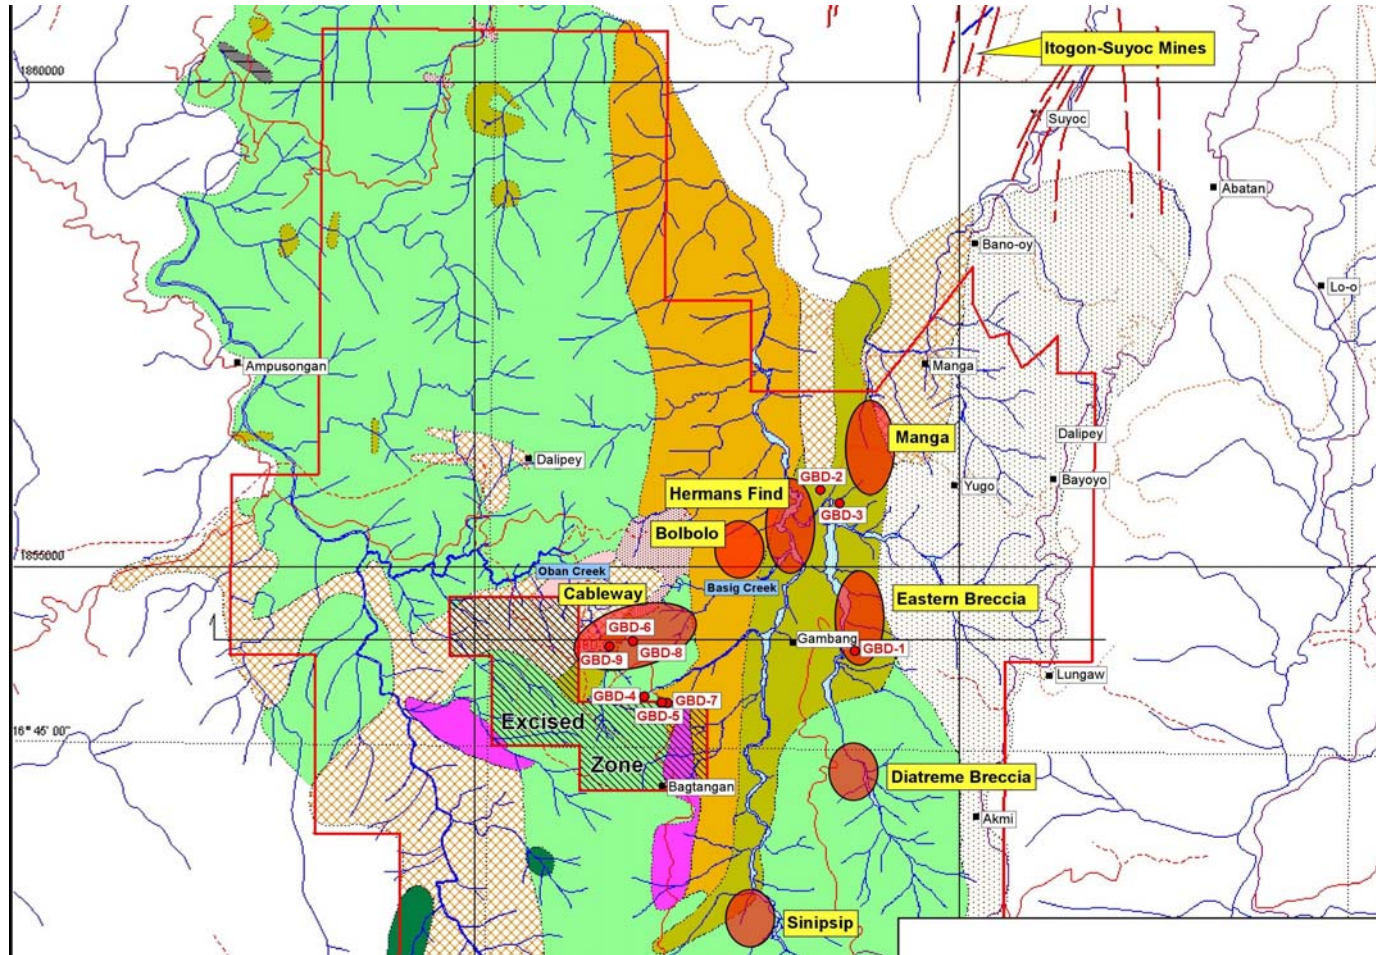 Itogon-Suyoc Mines
1860000
Suyoc
Abatan
Bano-oy
Lo-o
Ampusongan
Manga
Manga
Dalipey
Dalipey
GBD-2
Yugo
Bayoyo
Hermans Find
GBD-3
Bolbolo
1855000
Oban Creek
Basig Creek
Cableway
Eastern Breccia
GBD-6
Gambang
GBD-9
GBD-8
GBD-1
Lungaw
GBD-4
GBD-7
GBD-5
Excised
16° 45' 00"
Zone
Bagtangan
Diatreme Breccia
Akmi
Sinipsip